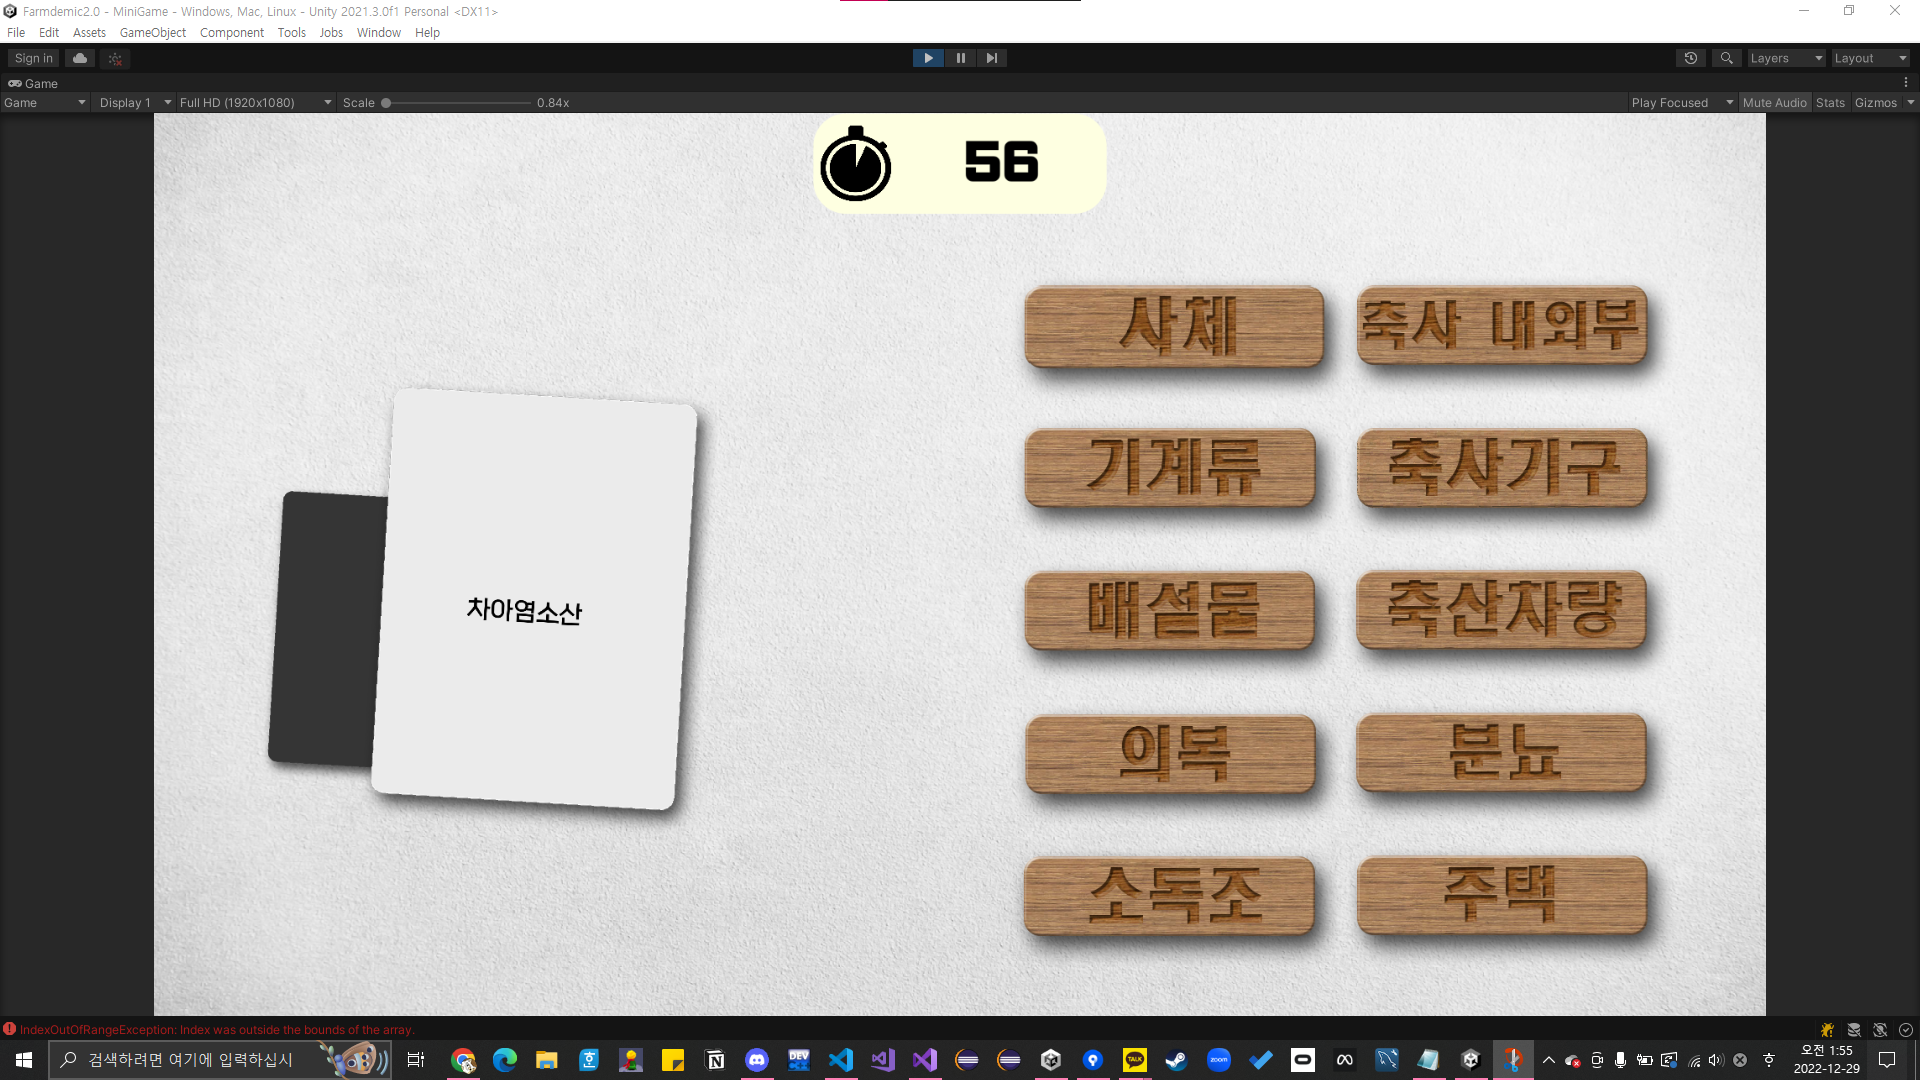 Farmdemic2.0 - MiniGame - Windows, Mac, Linux - Unity 2021.3.0f1 Personal <DX11>
File Edit Assets GameObject Component Tools Jobs Window Help
Sign in Layers Layout
Game
Game Display 1 Full HD (1920x1080) Scale 0.84x Play Focused Mute Audio Stats Gizmos
56
사체 축사 내외부
기계류 축사기구
차아염소산
배설물 축산차량
의복 분뇨
소독조 주택
IndexOutOfRangeException: Index was outside the bounds of the array.
검색하려면 여기에 입력하십시
DEV
TALK
zoom
오전 1:55
2022-12-29